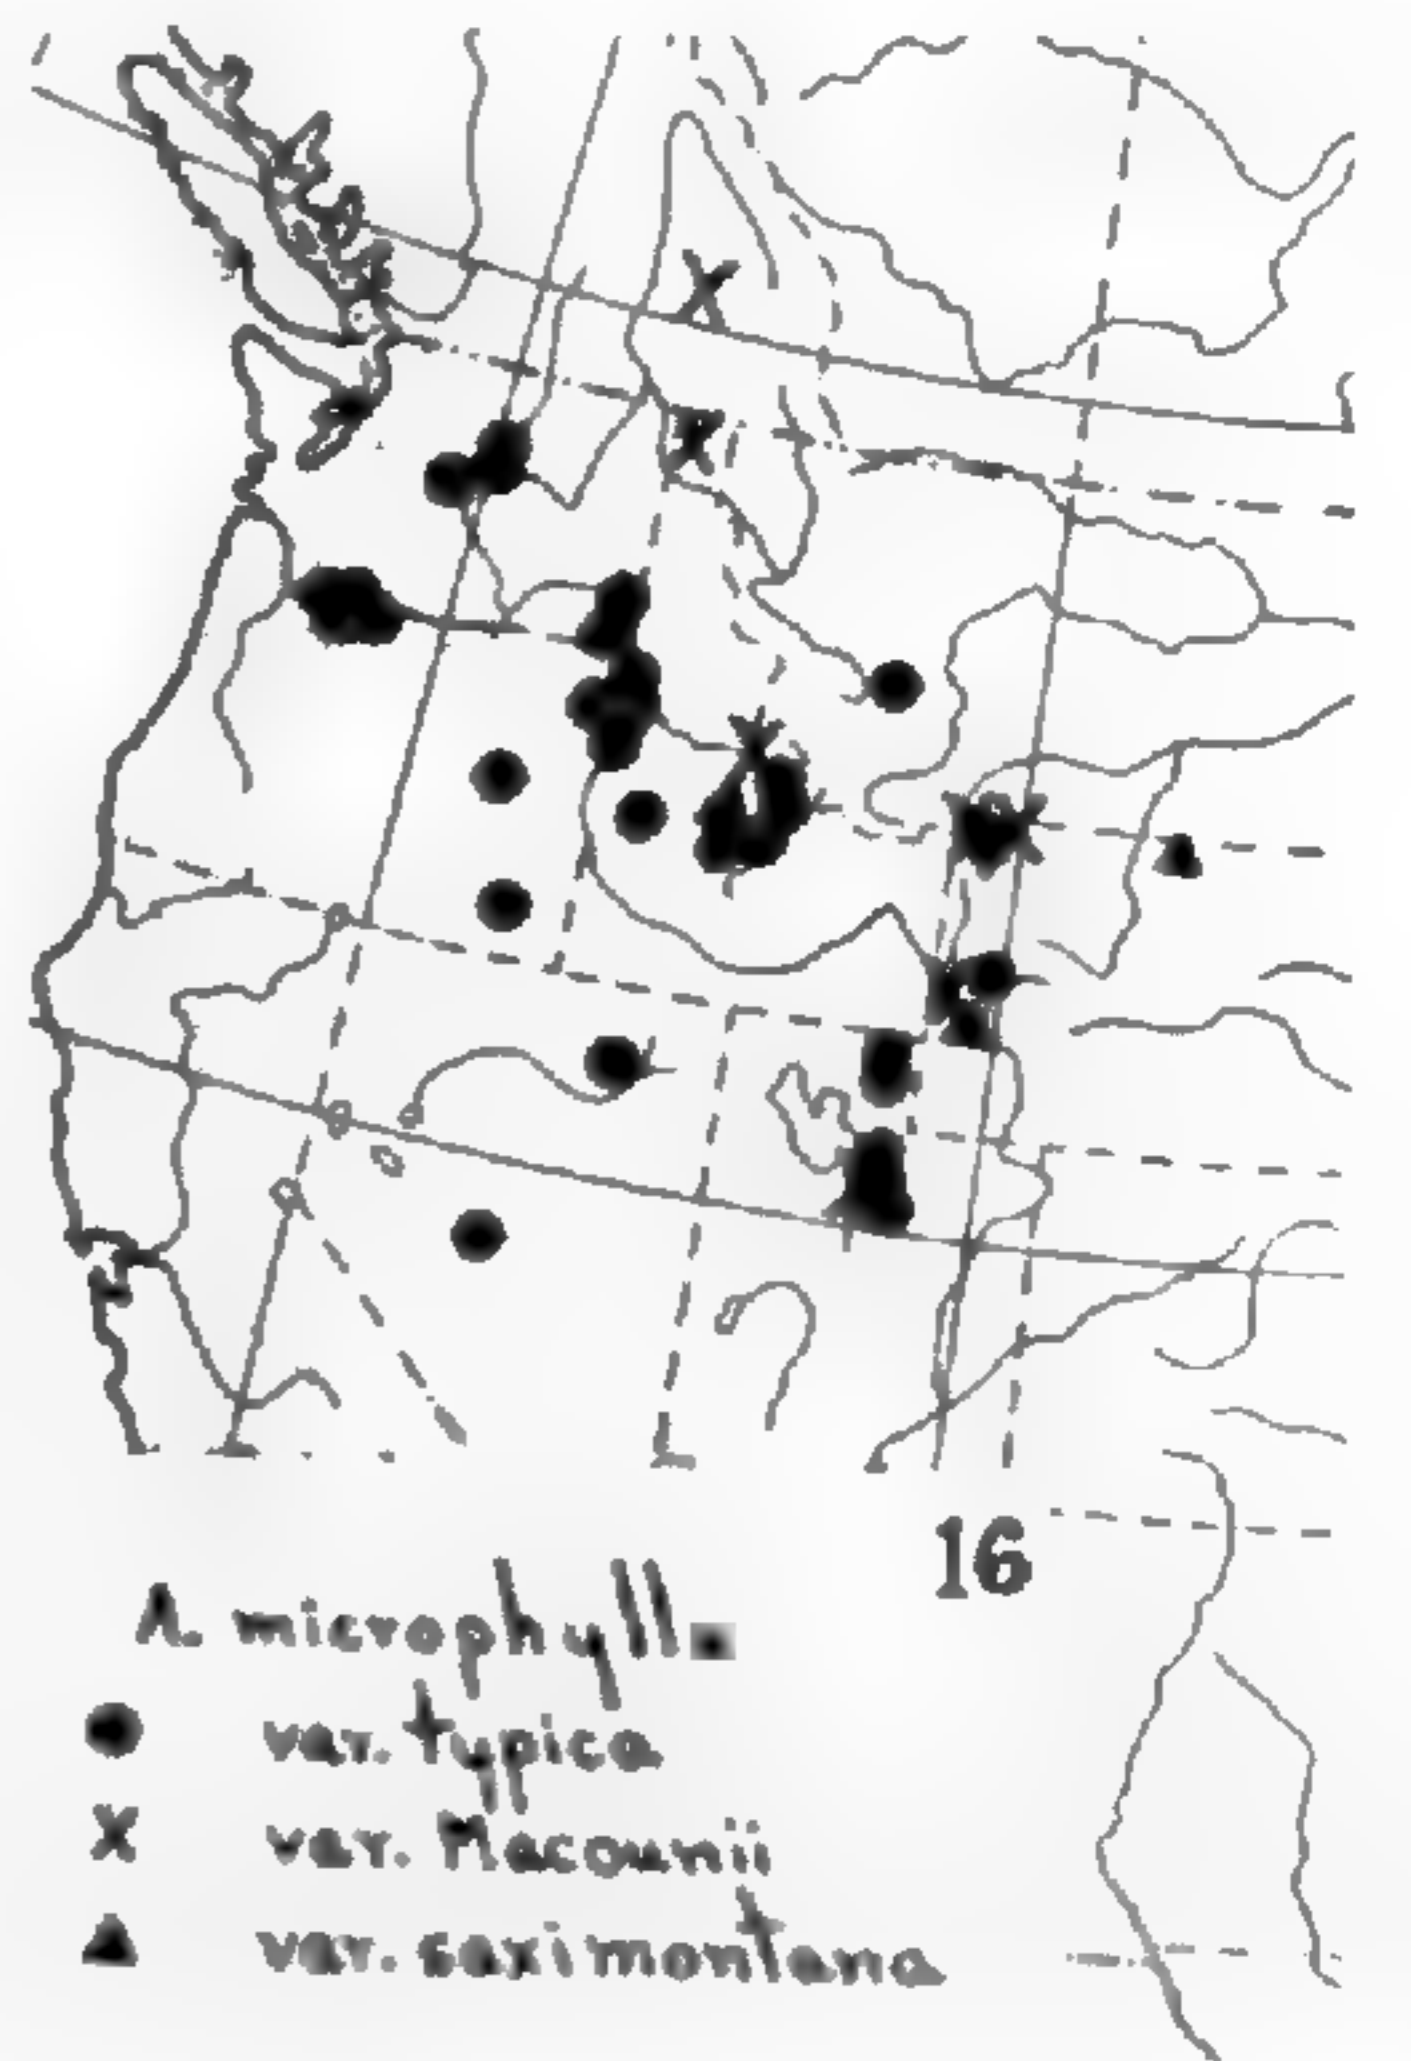 16
A. microphylla
var. typica
var. Macounii
var. saximontana